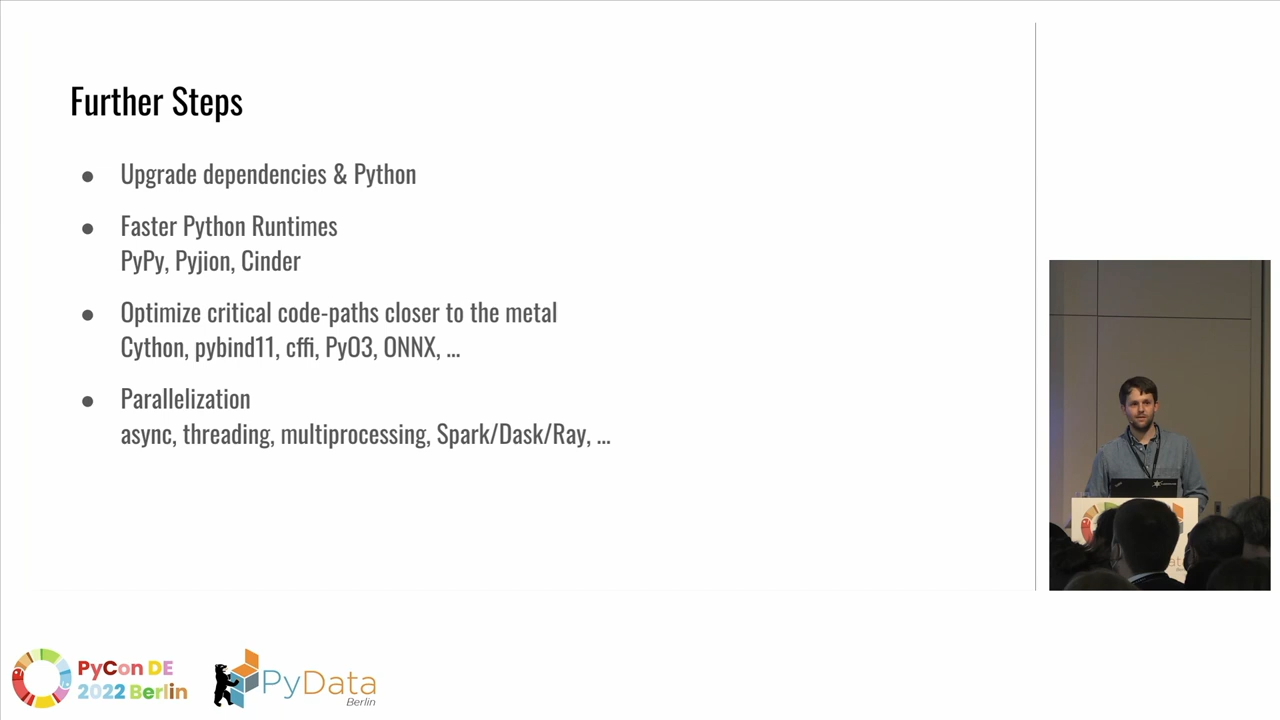 Further Steps
● Upgrade dependencies & Python
● Faster Python Runtimes
PyPy, Pyjion, Cinder
● Optimize critical code-paths closer to the metal
Cython, pybind11, cffi, PyO3, ONNX, ...
● Parallelization
async, threading, multiprocessing, Spark/Dask/Ray, ...
PyCon DE
2022 Berlin
PyData
Berlin